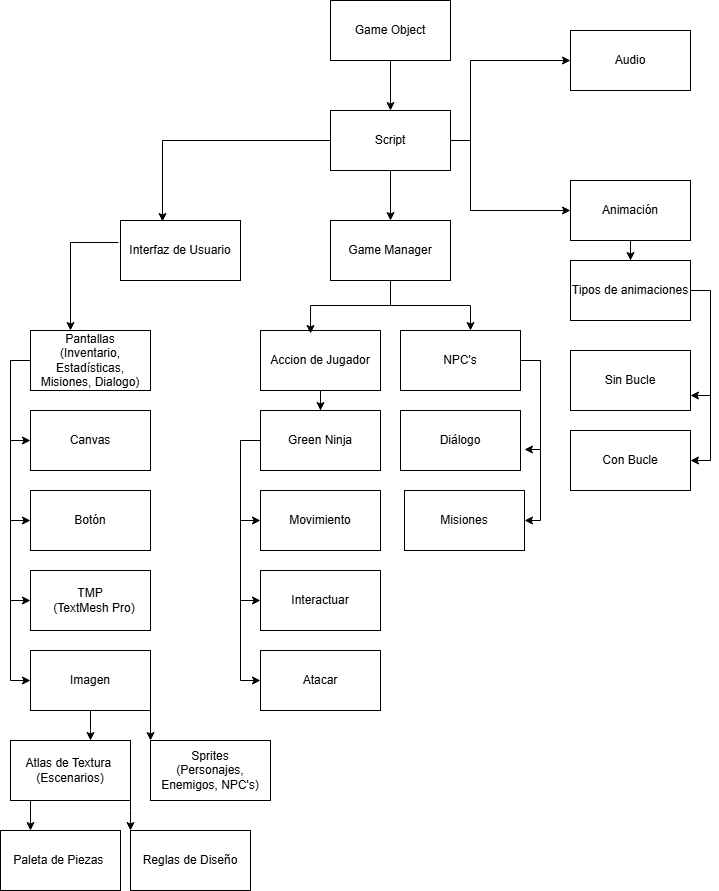 Game Object
Audio
Script
Animación
Interfaz de Usuario
Game Manager
Tipos de animaciones
Pantallas
(Inventario,
Estadísticas,
Misiones, Dialogo)
Accion de Jugador
NPC's
Sin Bucle
Canvas
Green Ninja
Diálogo
Con Bucle
Botón
Movimiento
Misiones
TMP
(TextMesh Pro)
Interactuar
Imagen
Atacar
Atlas de Textura
(Escenarios)
Sprites
(Personajes,
Enemigos, NPC's)
Paleta de Piezas
Reglas de Diseño